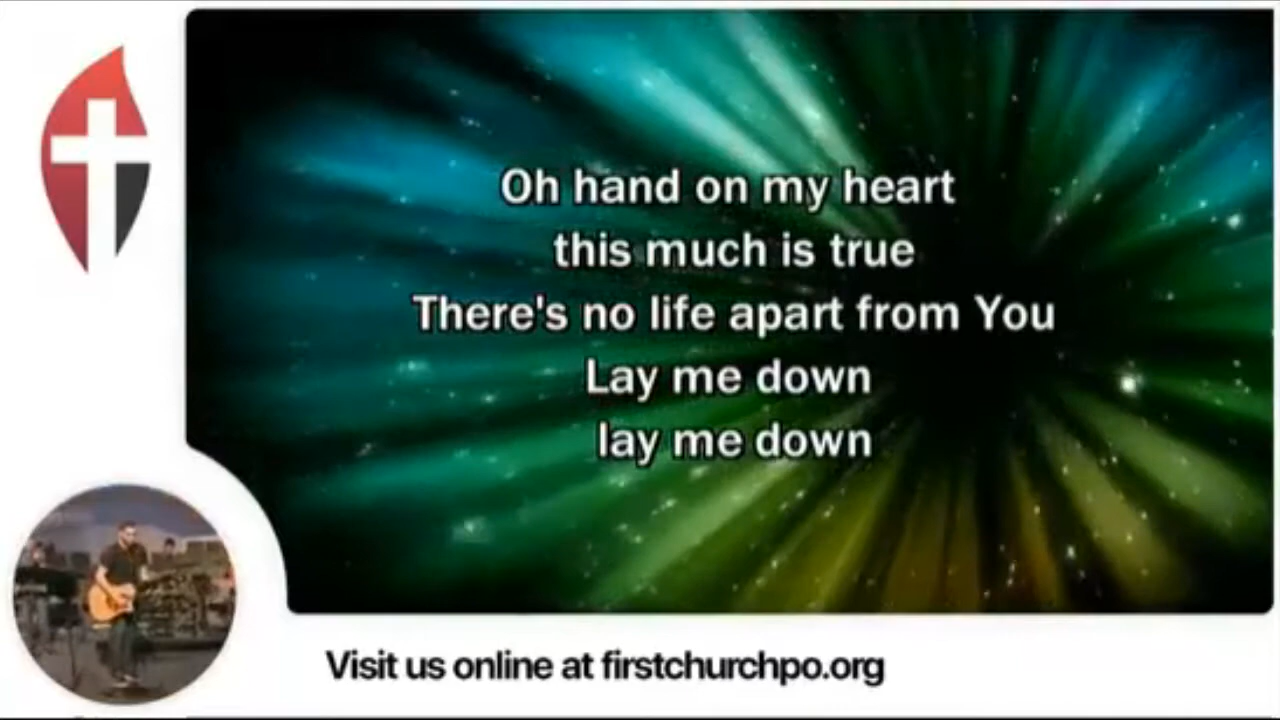 Oh hand on my heart
this much is true
There's no life apart from You
Lay me down
lay me down
Visit us online at firstchurchpo.org